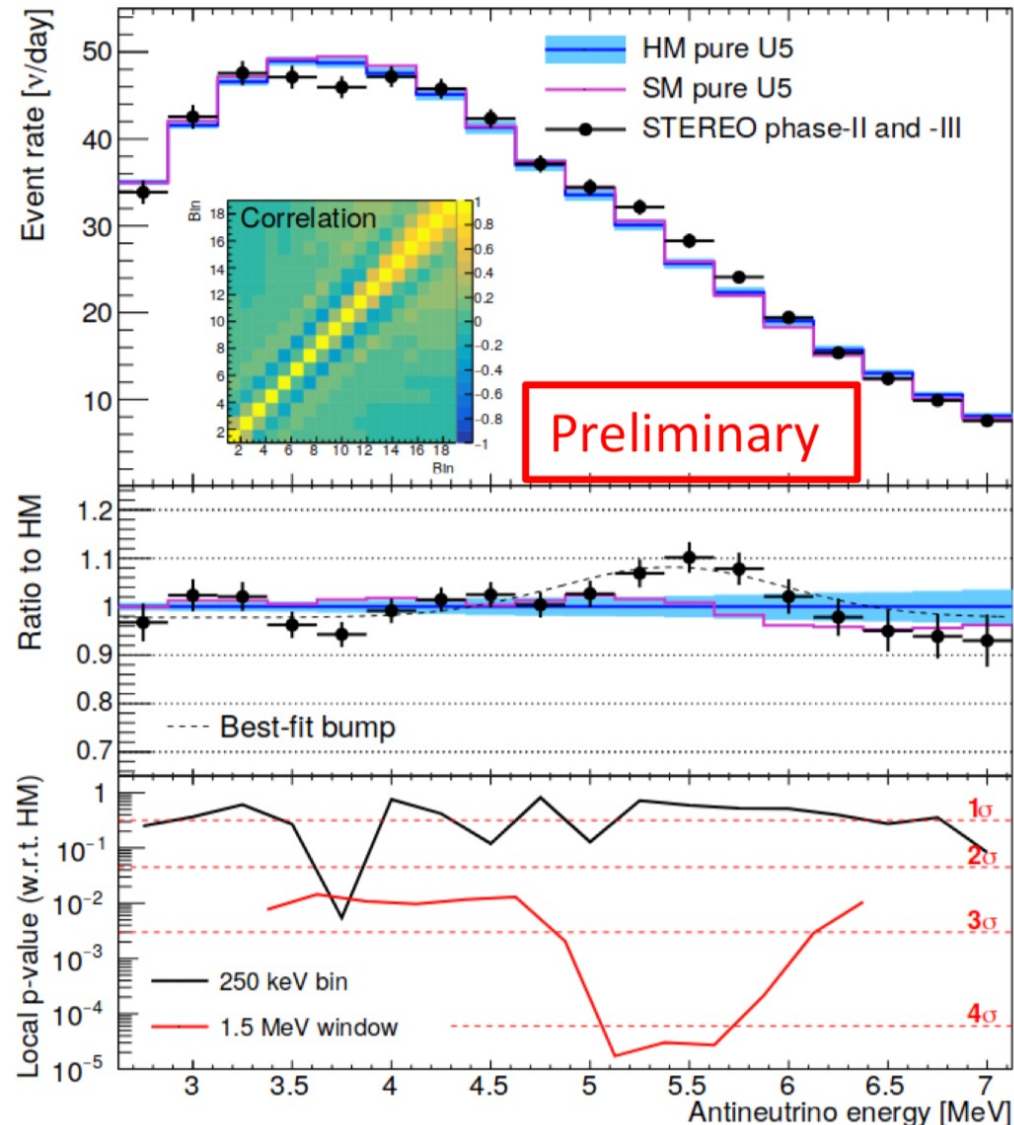 Event rate [ν/day]
50
40
30
20
10
HM pure U5
SM pure U5
STEREO phase-II and -III
Correlation
Bin
18
16
14
12
10
8
6
4
2
2 4 6 8 10 12 14 16 18
Bin
1
0.8
0.6
0.4
0.2
0
-0.2
-0.4
-0.6
-0.8
-1
Preliminary
Ratio to HM
1.2
1.1
1
0.9
0.8
0.7
Best-fit bump
Local p-value (w.r.t. HM)
1
10⁻¹
10⁻²
10⁻³
10⁻⁴
10⁻⁵
1σ
2σ
3σ
4σ
250 keV bin
1.5 MeV window
3 3.5 4 4.5 5 5.5 6 6.5 7
Antineutrino energy [MeV]